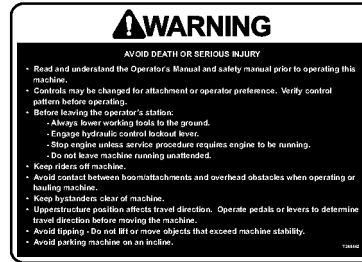 WARNING
AVOID DEATH OR SERIOUS INJURY
• Read and understand the Operator's Manual and safety manual prior to operating this
machine.
• Controls may be changed for attachment or operator preference. Verify control
pattern before operating.
• Before leaving the operator's station:
- Always lower working tools to the ground.
- Engage hydraulic control lockout lever.
- Stop engine unless service procedure requires engine to be running.
- Do not leave machine running unattended.
• Keep riders off machine.
• Avoid contact between boom/attachments and overhead obstacles when operating or
hauling machine.
• Keep bystanders clear of machine.
• Upperstructure position affects travel direction. Operate pedals or levers to determine
travel direction before moving the machine.
• Avoid tipping - Do not lift or move objects that exceed machine stability.
• Avoid parking machine on an incline.